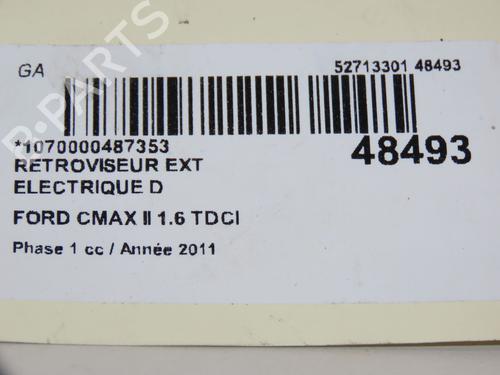 GA
52713301 48493
*1070000487353
48493
RETROVISEUR EXT
ELECTRIQUE D
FORD CMAX II 1.6 TDCI
Phase 1 cc / Année 2011
B-PARTS